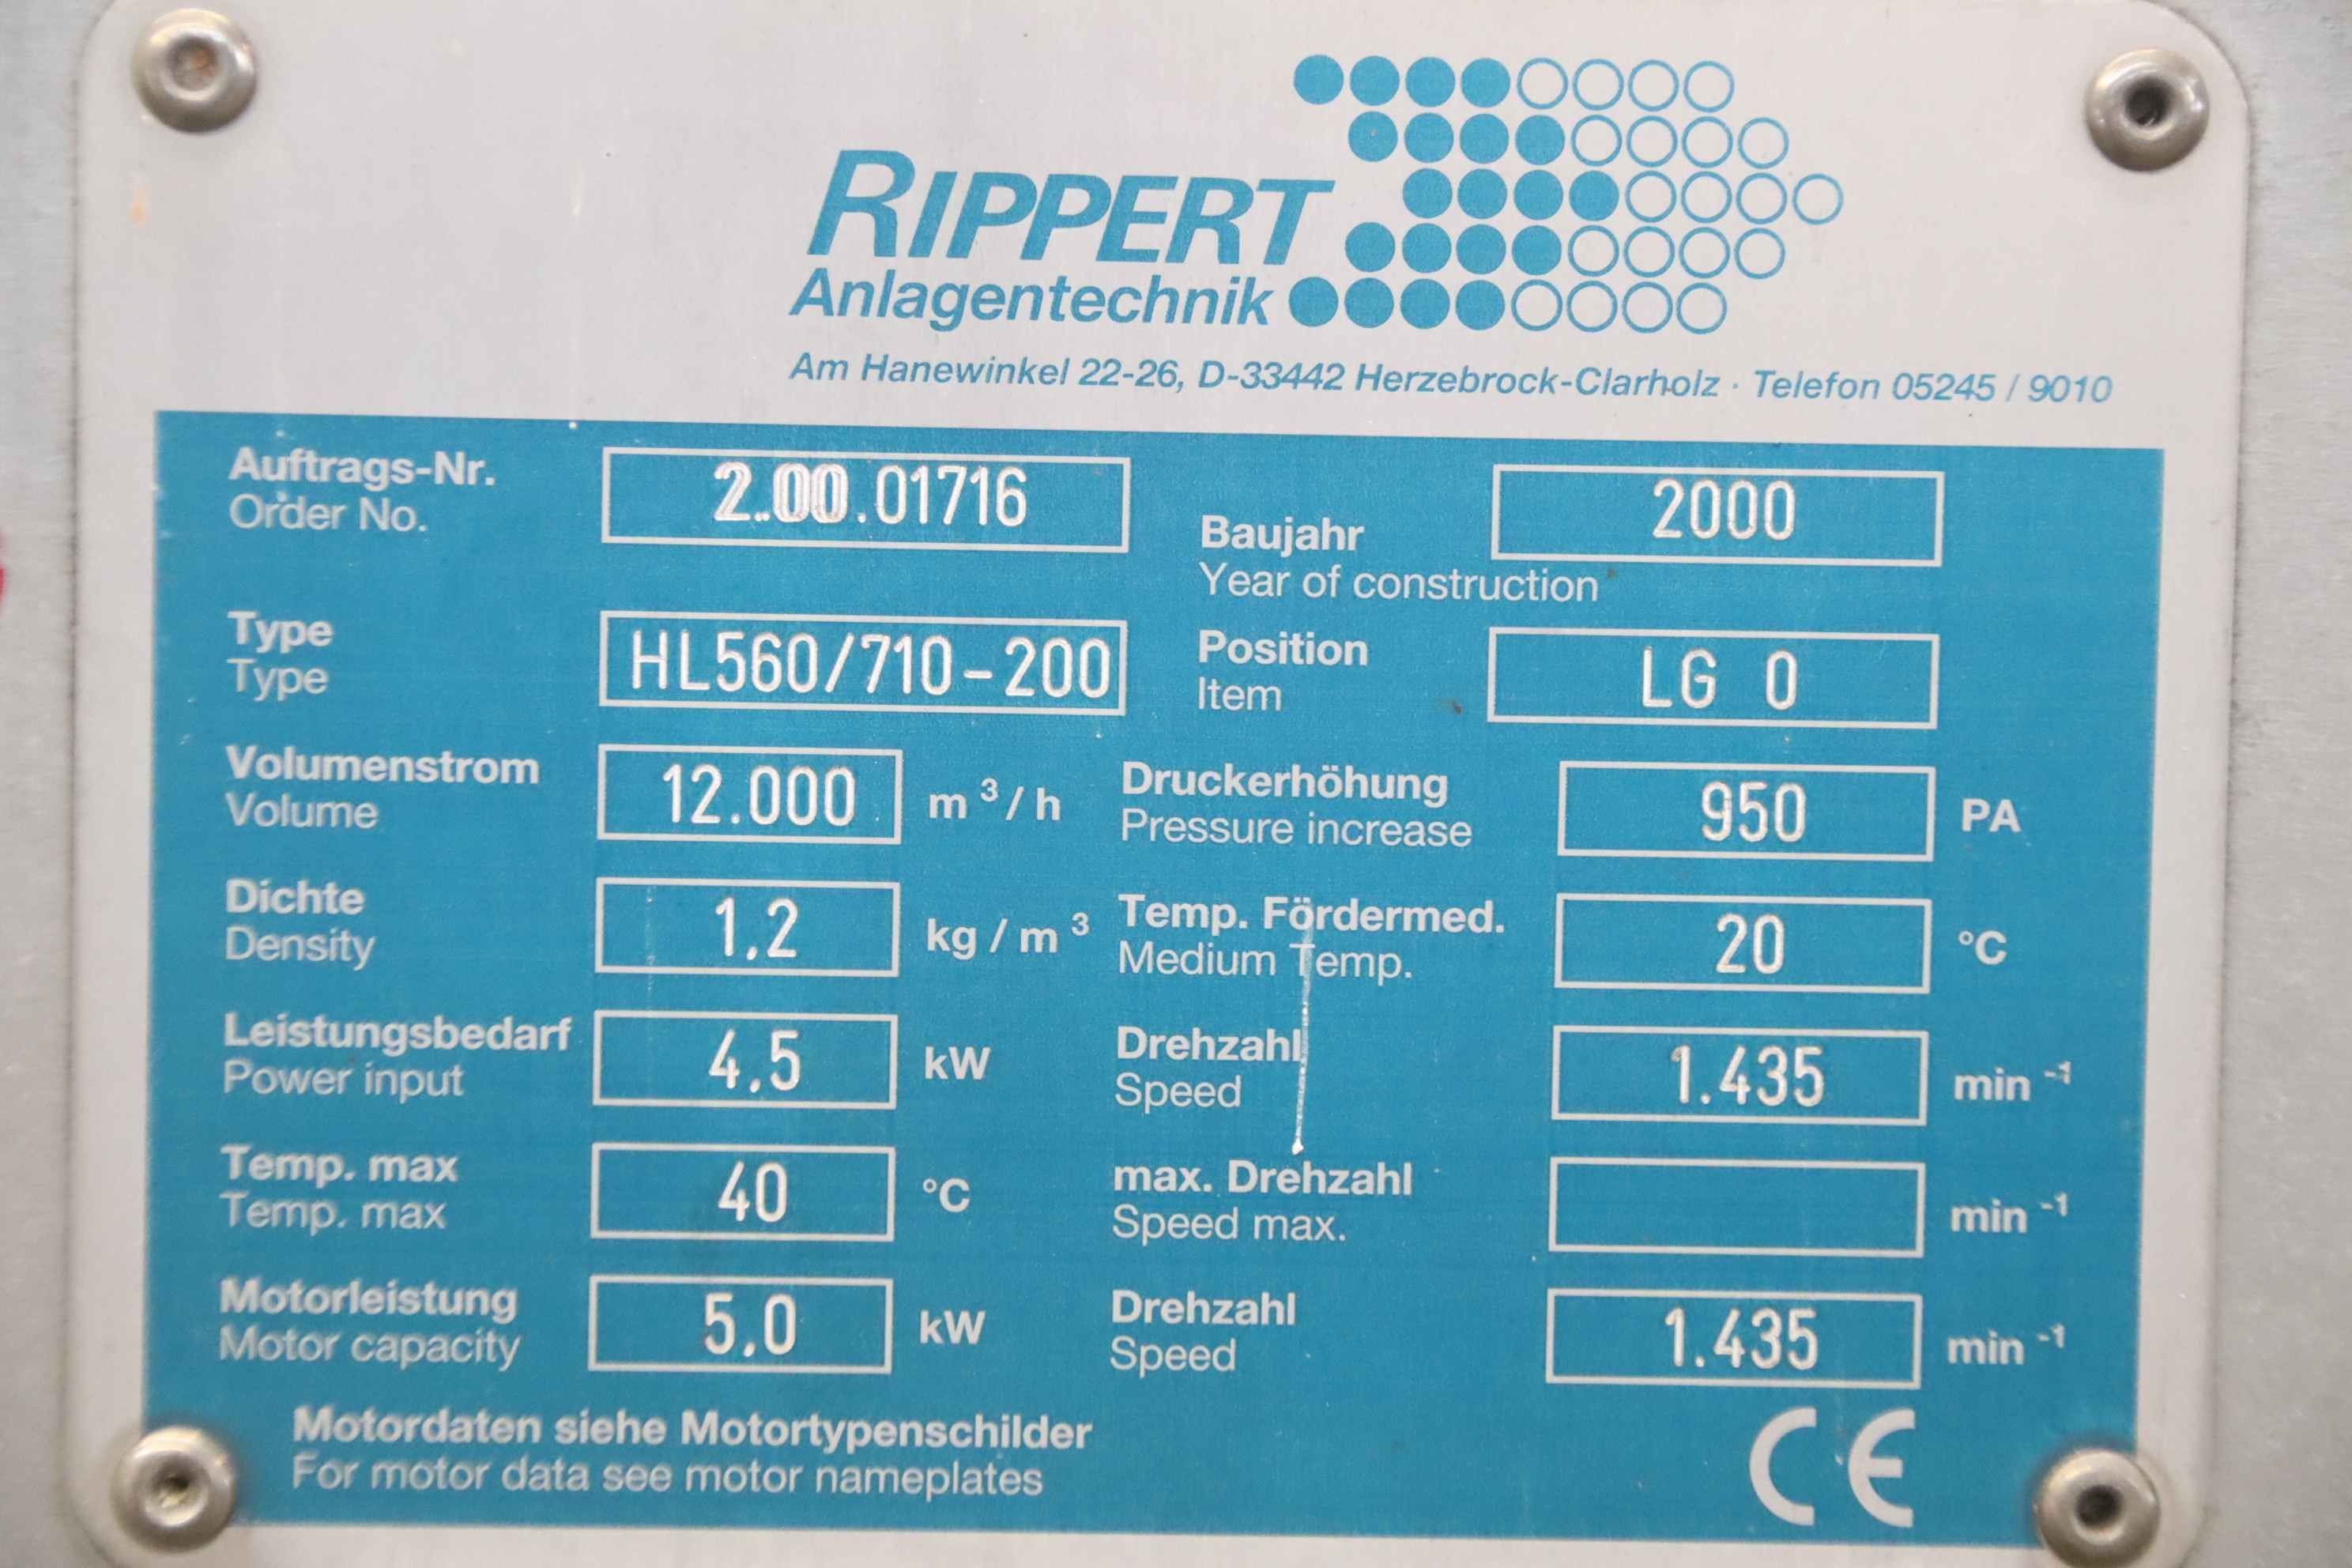 RIPPERT
Anlagentechnik
Am Hanewinkel 22-26, D-33442 Herzebrock-Clarholz · Telefon 05245 / 9010
Auftrags-Nr.
Order No.
2.00.01716
Baujahr
Year of construction
2000
Type
Type
HL560/710-200
Position
Item
LG 0
Volumenstrom
Volume
12.000 m³/h
Druckerhöhung
Pressure increase
950 PA
Dichte
Density
1,2 kg/m³
Temp. Fördermed.
Medium Temp.
20 °C
Leistungsbedarf
Power input
4,5 kW
Drehzahl
Speed
1.435 min⁻¹
Temp. max
Temp. max
40 °C
max. Drehzahl
Speed max.
min⁻¹
Motorleistung
Motor capacity
5,0 kW
Drehzahl
Speed
1.435 min⁻¹
Motordaten siehe Motortypenschilder
For motor data see motor nameplates
CE